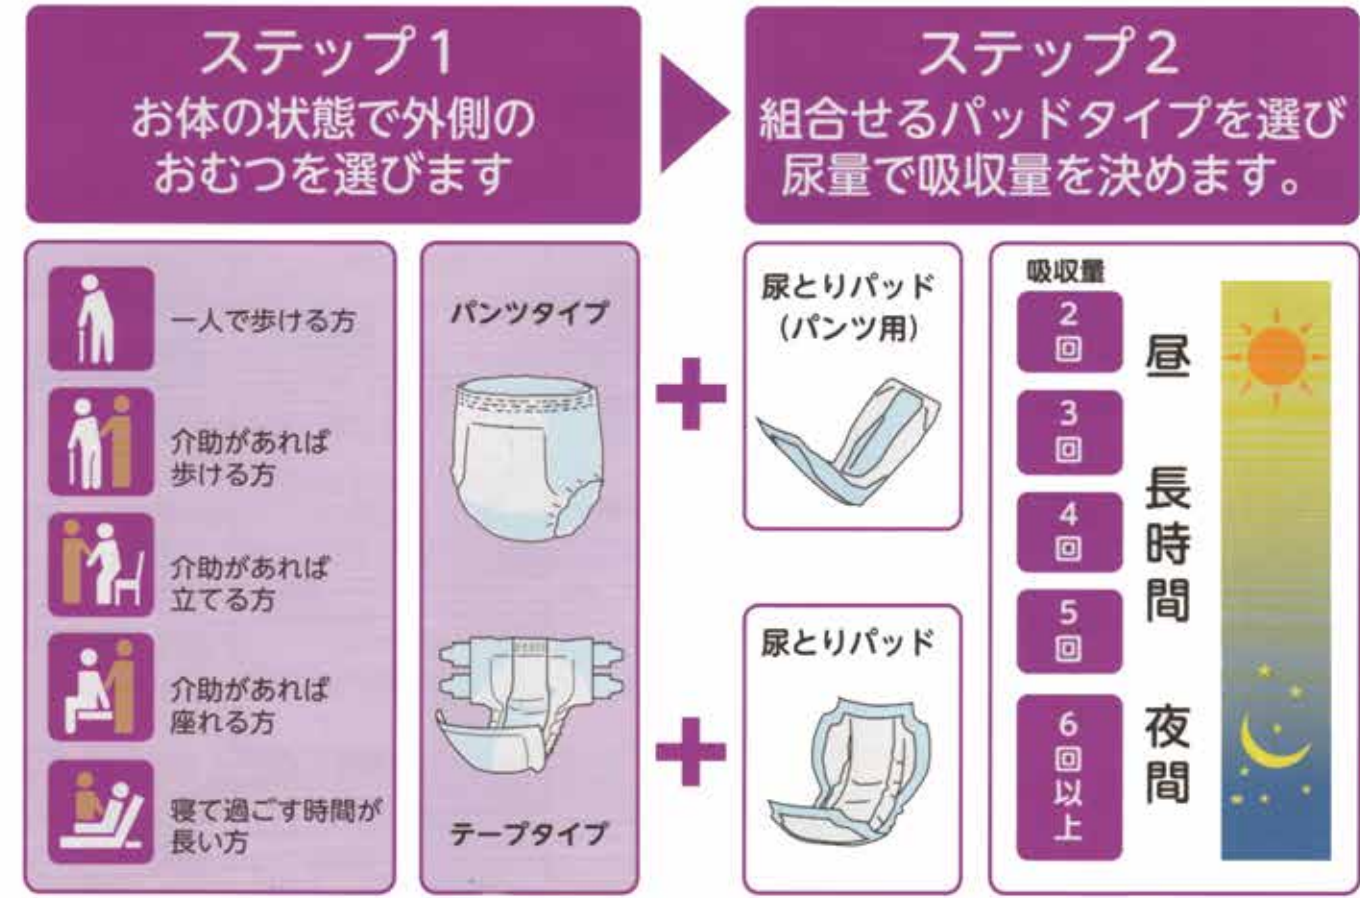 ステップ1
お体の状態で外側の
おむつを選びます
ステップ2
組合せるパッドタイプを選び
尿量で吸収量を決めます。
一人で歩ける方
介助があれば
歩ける方
介助があれば
立てる方
介助があれば
座れる方
寝て過ごす時間が
長い方
パンツタイプ
テープタイプ
尿とりパッド
(パンツ用)
尿とりパッド
吸収量
2回
3回
4回
5回
6回以上
昼
長時間
夜間